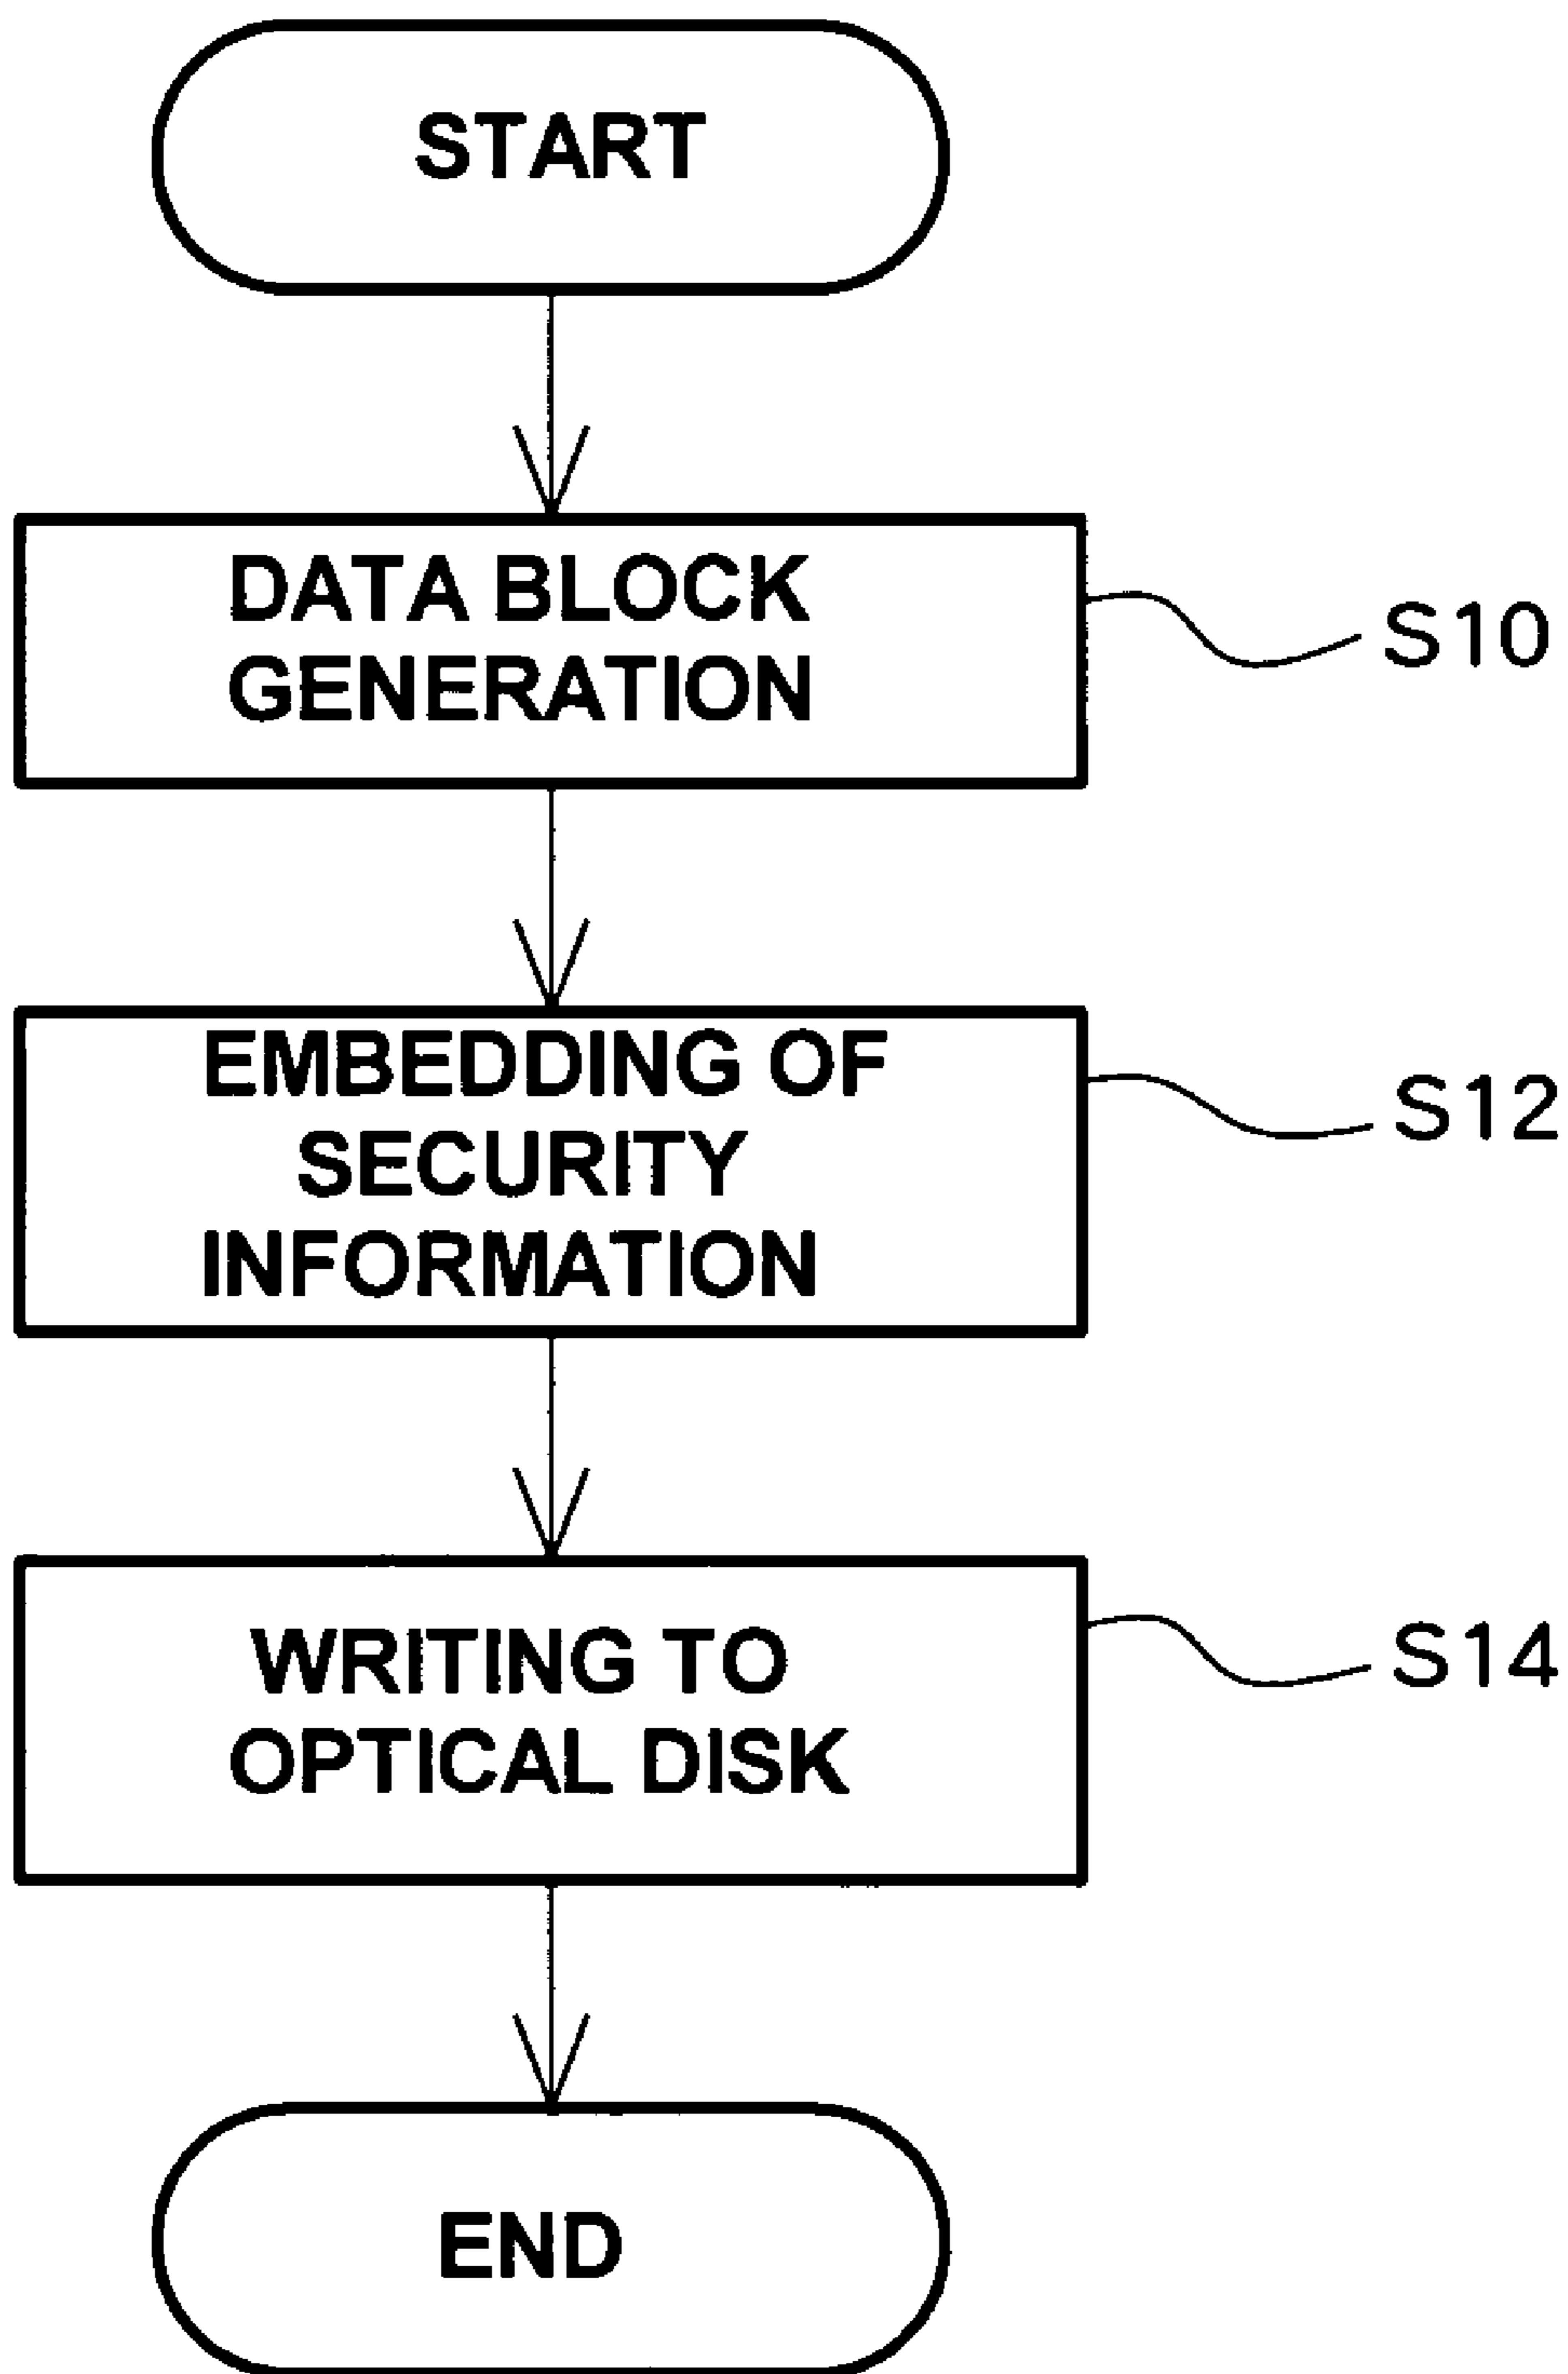 START
DATA BLOCK
GENERATION
S10
EMBEDDING OF
SECURITY
INFORMATION
S12
WRITING TO
OPTICAL DISK
S14
END